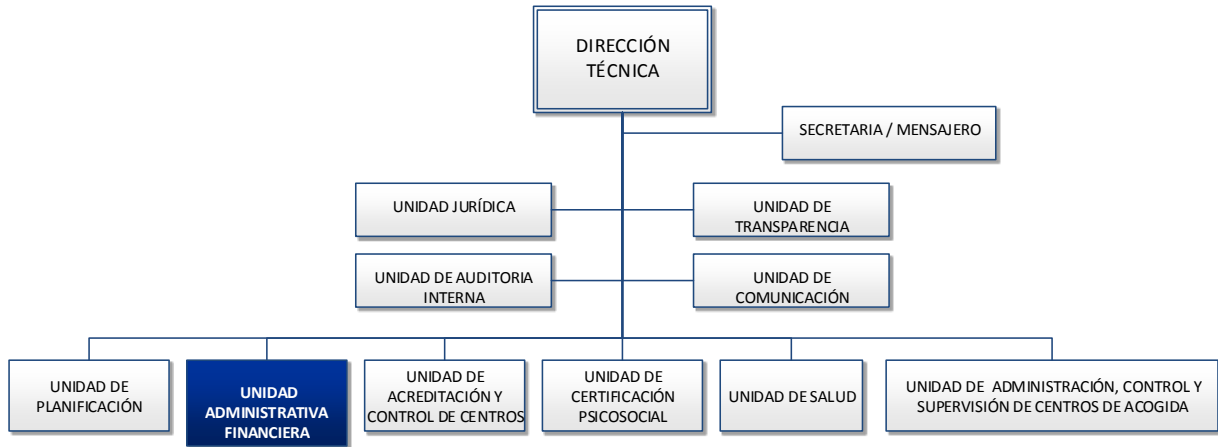 DIRECCIÓN
TÉCNICA
SECRETARIA / MENSAJERO
UNIDAD JURÍDICA
UNIDAD DE
TRANSPARENCIA
UNIDAD DE AUDITORIA
INTERNA
UNIDAD DE
COMUNICACIÓN
UNIDAD DE
PLANIFICACIÓN
UNIDAD
ADMINISTRATIVA
FINANCIERA
UNIDAD DE
ACREDITACIÓN Y
CONTROL DE CENTROS
UNIDAD DE
CERTIFICACIÓN
PSICOSOCIAL
UNIDAD DE SALUD
UNIDAD DE ADMINISTRACIÓN, CONTROL Y
SUPERVISIÓN DE CENTROS DE ACOGIDA